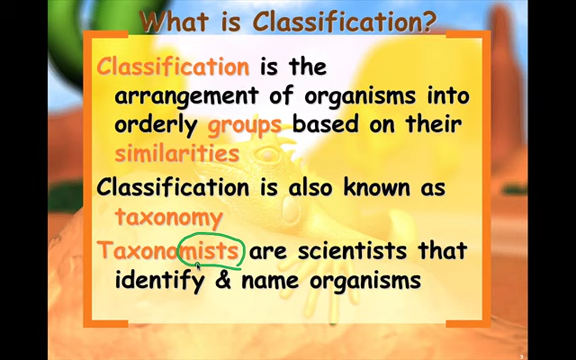 What is Classification?
Classification is the
arrangement of organisms into
orderly groups based on their
similarities
Classification is also known as
taxonomy
Taxonomists are scientists that
identify & name organisms